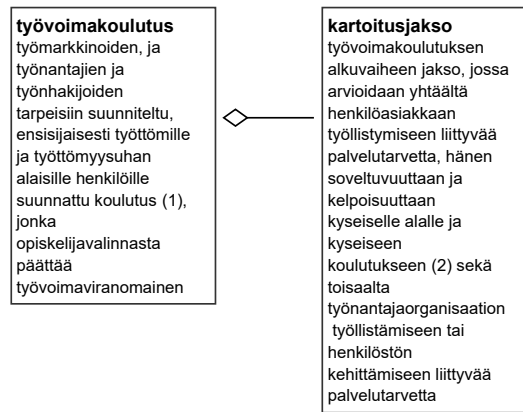 työvoimakoulutus
työmarkkinoiden, ja
työnantajien ja
työnhakijoiden
tarpeisiin suunniteltu,
ensisijaisesti työttömille
ja työttömyysuhan
alaisille henkilöille
suunnattu koulutus (1),
jonka
opiskelijavalinnasta
päättää
työvoimaviranomainen
kartoitusjakso
työvoimakoulutuksen
alkuvaiheen jakso, jossa
arvioidaan yhtäältä
henkilöasiakkaan
työllistymiseen liittyvää
palvelutarvetta, hänen
soveltuvuuttaan ja
kelpoisuuttaan
kyseiselle alalle ja
kyseiseen
koulutukseen (2) sekä
toisaalta
työnantajaorganisaation
työllistämiseen tai
henkilöstön
kehittämiseen liittyvää
palvelutarvetta